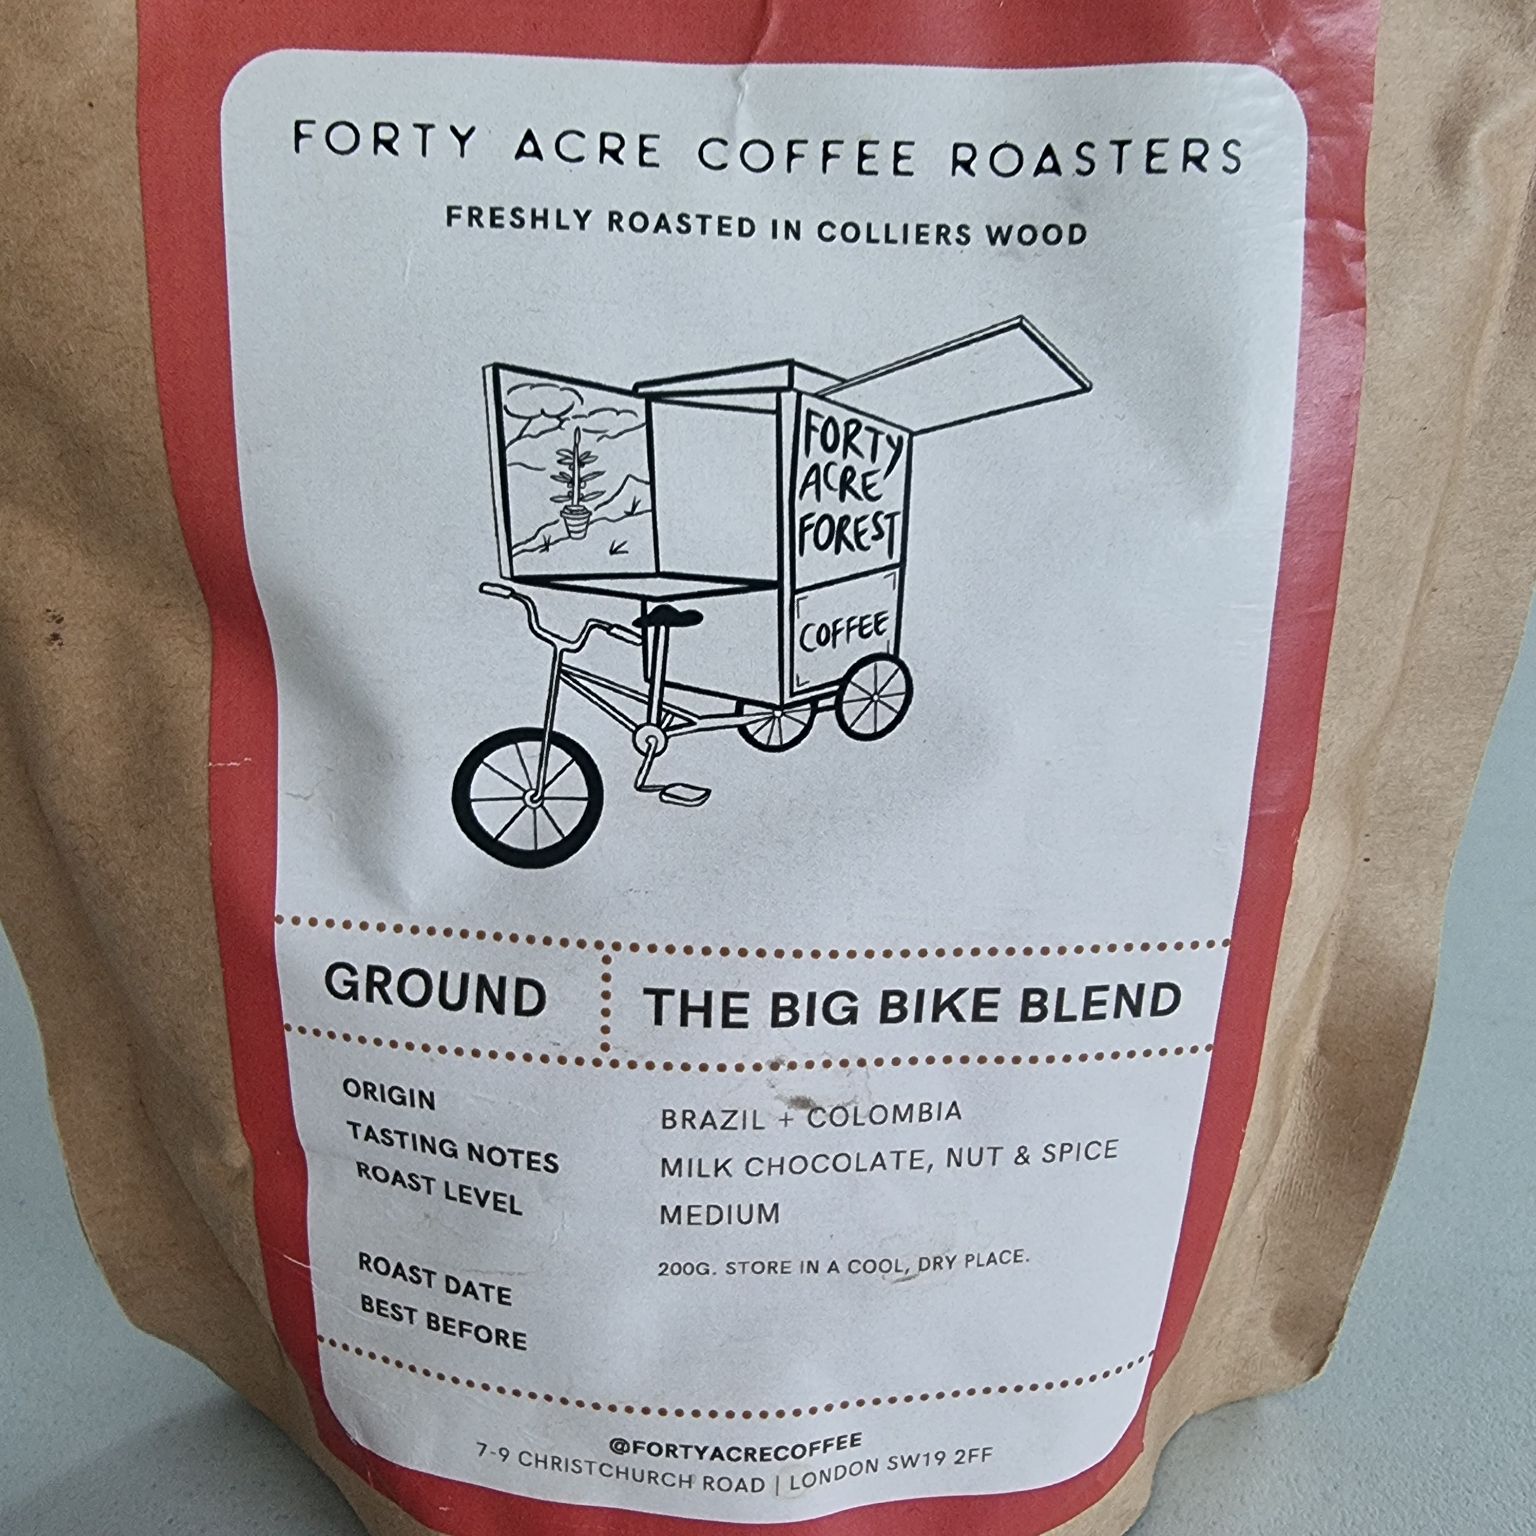 FORTY ACRE COFFEE ROASTERS
FRESHLY ROASTED IN COLLIERS WOOD
FORTY
ACRE
FOREST
COFFEE
GROUND THE BIG BIKE BLEND
ORIGIN BRAZIL + COLOMBIA
TASTING NOTES MILK CHOCOLATE, NUT & SPICE
ROAST LEVEL MEDIUM
200G. STORE IN A COOL, DRY PLACE.
ROAST DATE
BEST BEFORE
@FORTYACRECOFFEE
7-9 CHRISTCHURCH ROAD | LONDON SW19 2FF